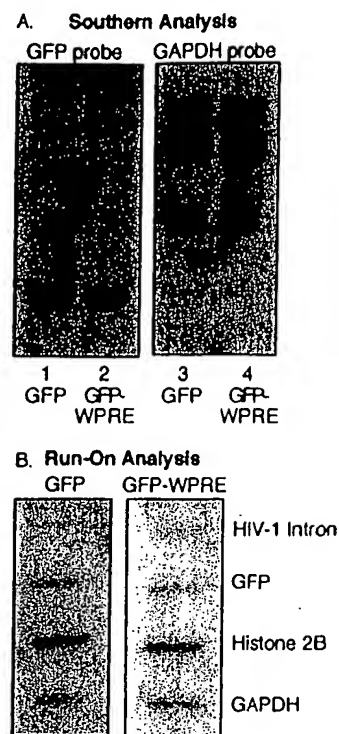 A. Southern Analysis
GFP probe GAPDH probe
1 2 3 4
GFP GFP- GFP GFP-
WPRE WPRE
B. Run-On Analysis
GFP GFP-WPRE
HIV-1 Intron
GFP
Histone 2B
GAPDH